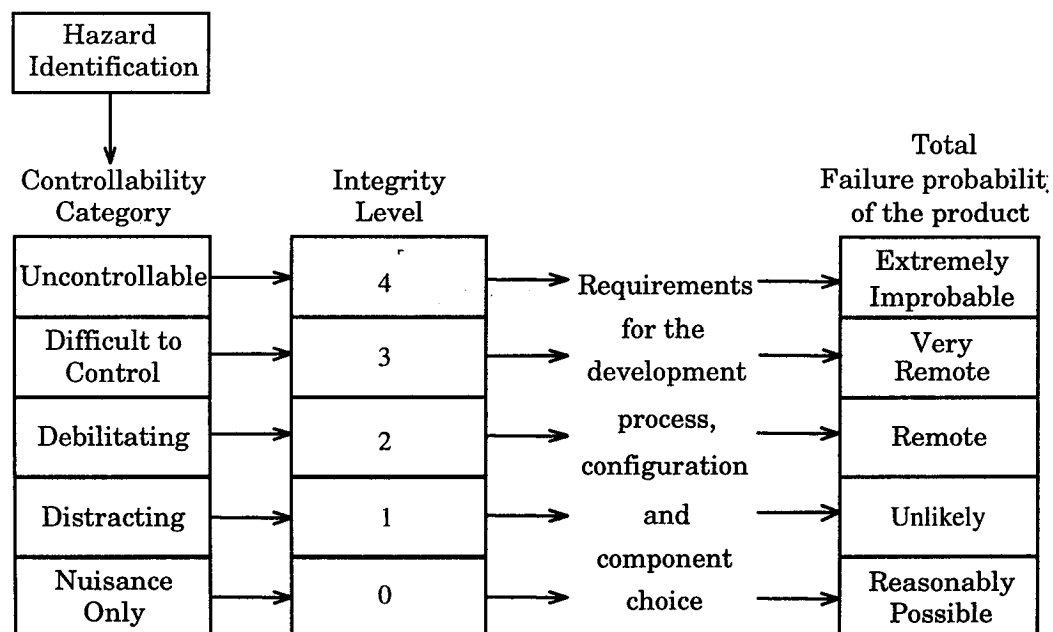 Hazard
Identification
Controllability
Category
Integrity
Level
Total
Failure probability
of the product
Uncontrollable
4
Requirements
for the
development
process,
configuration
and
component
choice
Extremely
Improbable
Difficult to
Control
3
Very
Remote
Debilitating
2
Remote
Distracting
1
Unlikely
Nuisance
Only
0
Reasonably
Possible